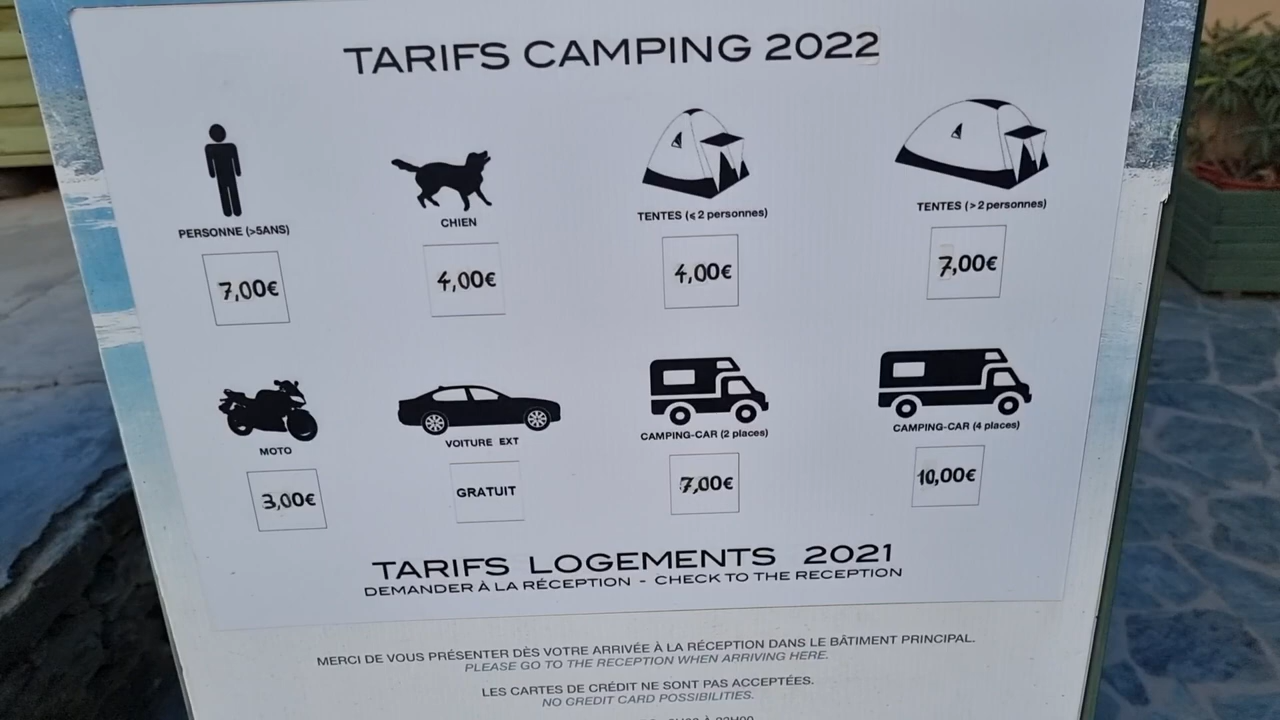 TARIFS CAMPING 2022
PERSONNE (>5ANS)
CHIEN
TENTES (⩽ 2 personnes)
TENTES (> 2 personnes)
7,00€
4,00€
4,00€
7,00€
MOTO
VOITURE EXT
CAMPING-CAR (2 places)
CAMPING-CAR (4 places)
3,00€
GRATUIT
7,00€
10,00€
TARIFS LOGEMENTS 2021
DEMANDER À LA RÉCEPTION - CHECK TO THE RECEPTION
MERCI DE VOUS PRÉSENTER DÈS VOTRE ARRIVÉE À LA RÉCEPTION DANS LE BÂTIMENT PRINCIPAL.
PLEASE GO TO THE RECEPTION WHEN ARRIVING HERE.
LES CARTES DE CRÉDIT NE SONT PAS ACCEPTÉES.
NO CREDIT CARD POSSIBILITIES.